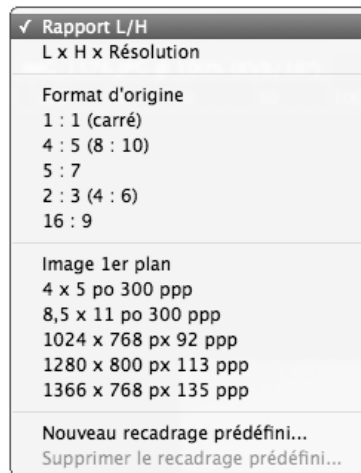 ✓ Rapport L/H
L x H x Résolution
Format d'origine
1 : 1 (carré)
4 : 5 (8 : 10)
5 : 7
2 : 3 (4 : 6)
16 : 9
Image 1er plan
4 x 5 po 300 ppp
8,5 x 11 po 300 ppp
1024 x 768 px 92 ppp
1280 x 800 px 113 ppp
1366 x 768 px 135 ppp
Nouveau recadrage prédéfini...
Supprimer le recadrage prédéfini...